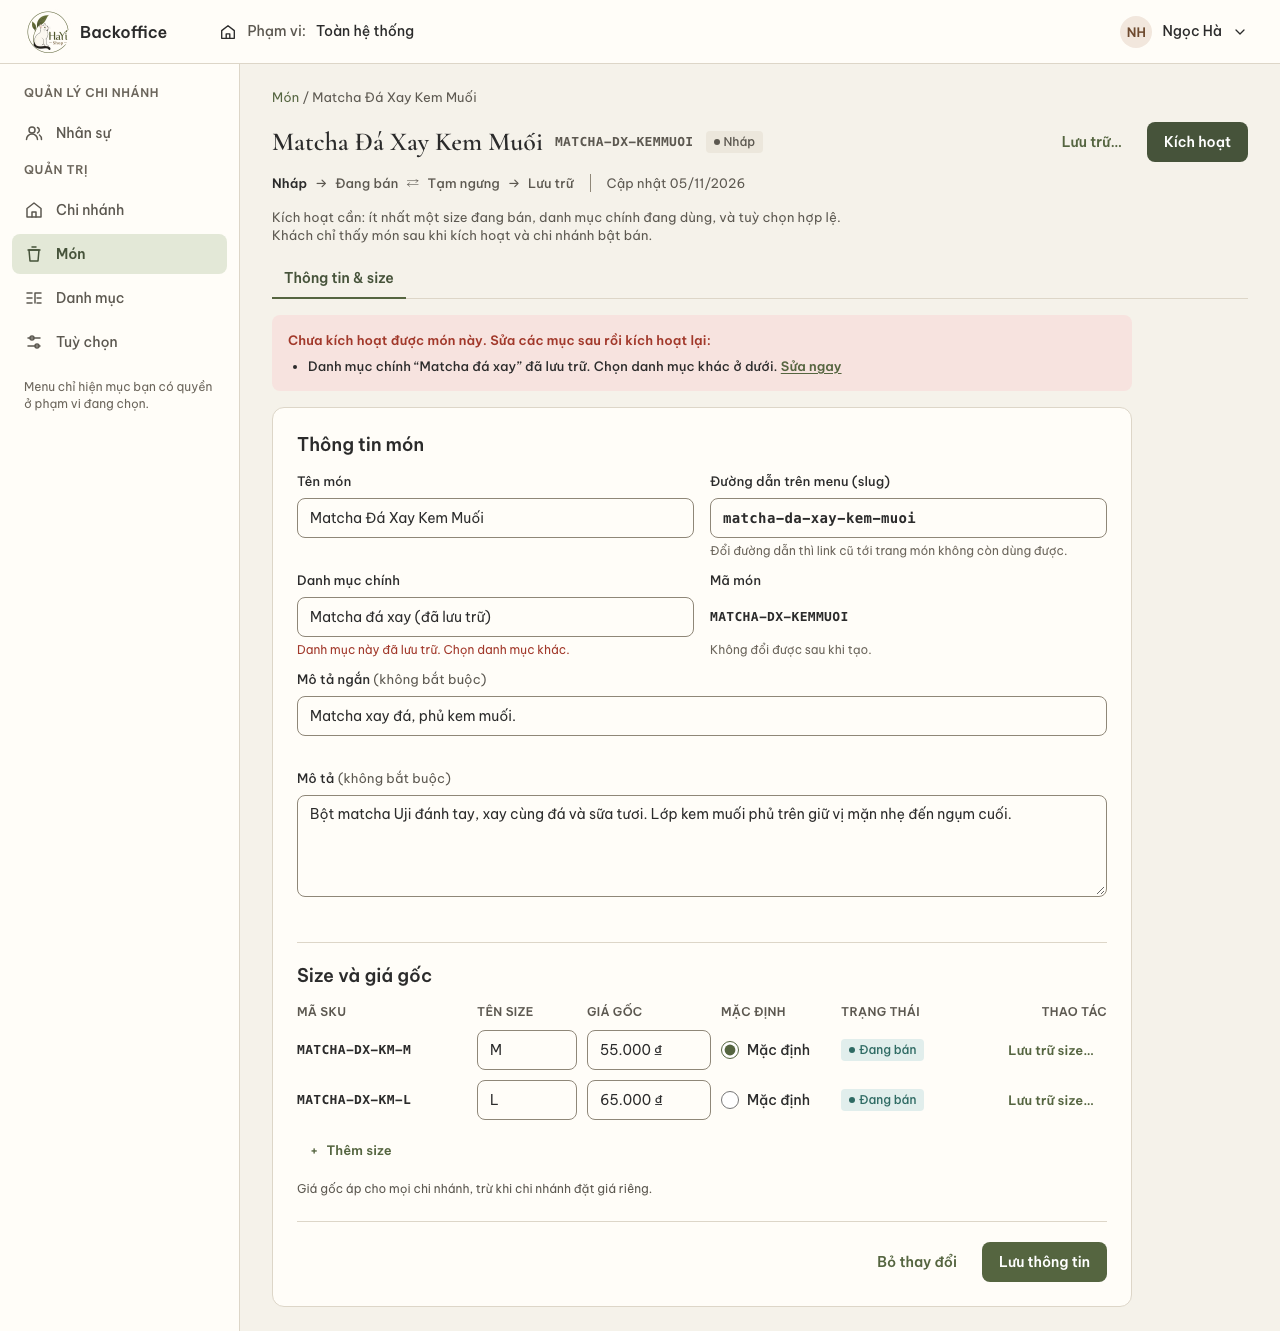 HaYi
Shop
Backoffice
Phạm vi: Toàn hệ thống
NH
Ngọc Hà
QUẢN LÝ CHI NHÁNH
Nhân sự
QUẢN TRỊ
Chi nhánh
Món
Danh mục
Tuỳ chọn
Menu chỉ hiện mục bạn có quyền
ở phạm vi đang chọn.
Món / Matcha Đá Xay Kem Muối
Matcha Đá Xay Kem Muối MATCHA-DX-KEMMUOI Nháp
Lưu trữ... Kích hoạt
Nháp → Đang bán ⇄ Tạm ngưng → Lưu trữ | Cập nhật 05/11/2026
Kích hoạt cần: ít nhất một size đang bán, danh mục chính đang dùng, và tuỳ chọn hợp lệ.
Khách chỉ thấy món sau khi kích hoạt và chi nhánh bật bán.
Thông tin & size
Chưa kích hoạt được món này. Sửa các mục sau rồi kích hoạt lại:
• Danh mục chính “Matcha đá xay” đã lưu trữ. Chọn danh mục khác ở dưới. Sửa ngay
Thông tin món
Tên món
Matcha Đá Xay Kem Muối
Đường dẫn trên menu (slug)
matcha-da-xay-kem-muoi
Đổi đường dẫn thì link cũ tới trang món không còn dùng được.
Danh mục chính
Matcha đá xay (đã lưu trữ)
Danh mục này đã lưu trữ. Chọn danh mục khác.
Mã món
MATCHA-DX-KEMMUOI
Không đổi được sau khi tạo.
Mô tả ngắn (không bắt buộc)
Matcha xay đá, phủ kem muối.
Mô tả (không bắt buộc)
Bột matcha Uji đánh tay, xay cùng đá và sữa tươi. Lớp kem muối phủ trên giữ vị mặn nhẹ đến ngụm cuối.
Size và giá gốc
MÃ SKU TÊN SIZE GIÁ GỐC MẶC ĐỊNH TRẠNG THÁI THAO TÁC
MATCHA-DX-KM-M M 55.000 ₫ Mặc định Đang bán Lưu trữ size...
MATCHA-DX-KM-L L 65.000 ₫ Mặc định Đang bán Lưu trữ size...
+ Thêm size
Giá gốc áp cho mọi chi nhánh, trừ khi chi nhánh đặt giá riêng.
Bỏ thay đổi Lưu thông tin